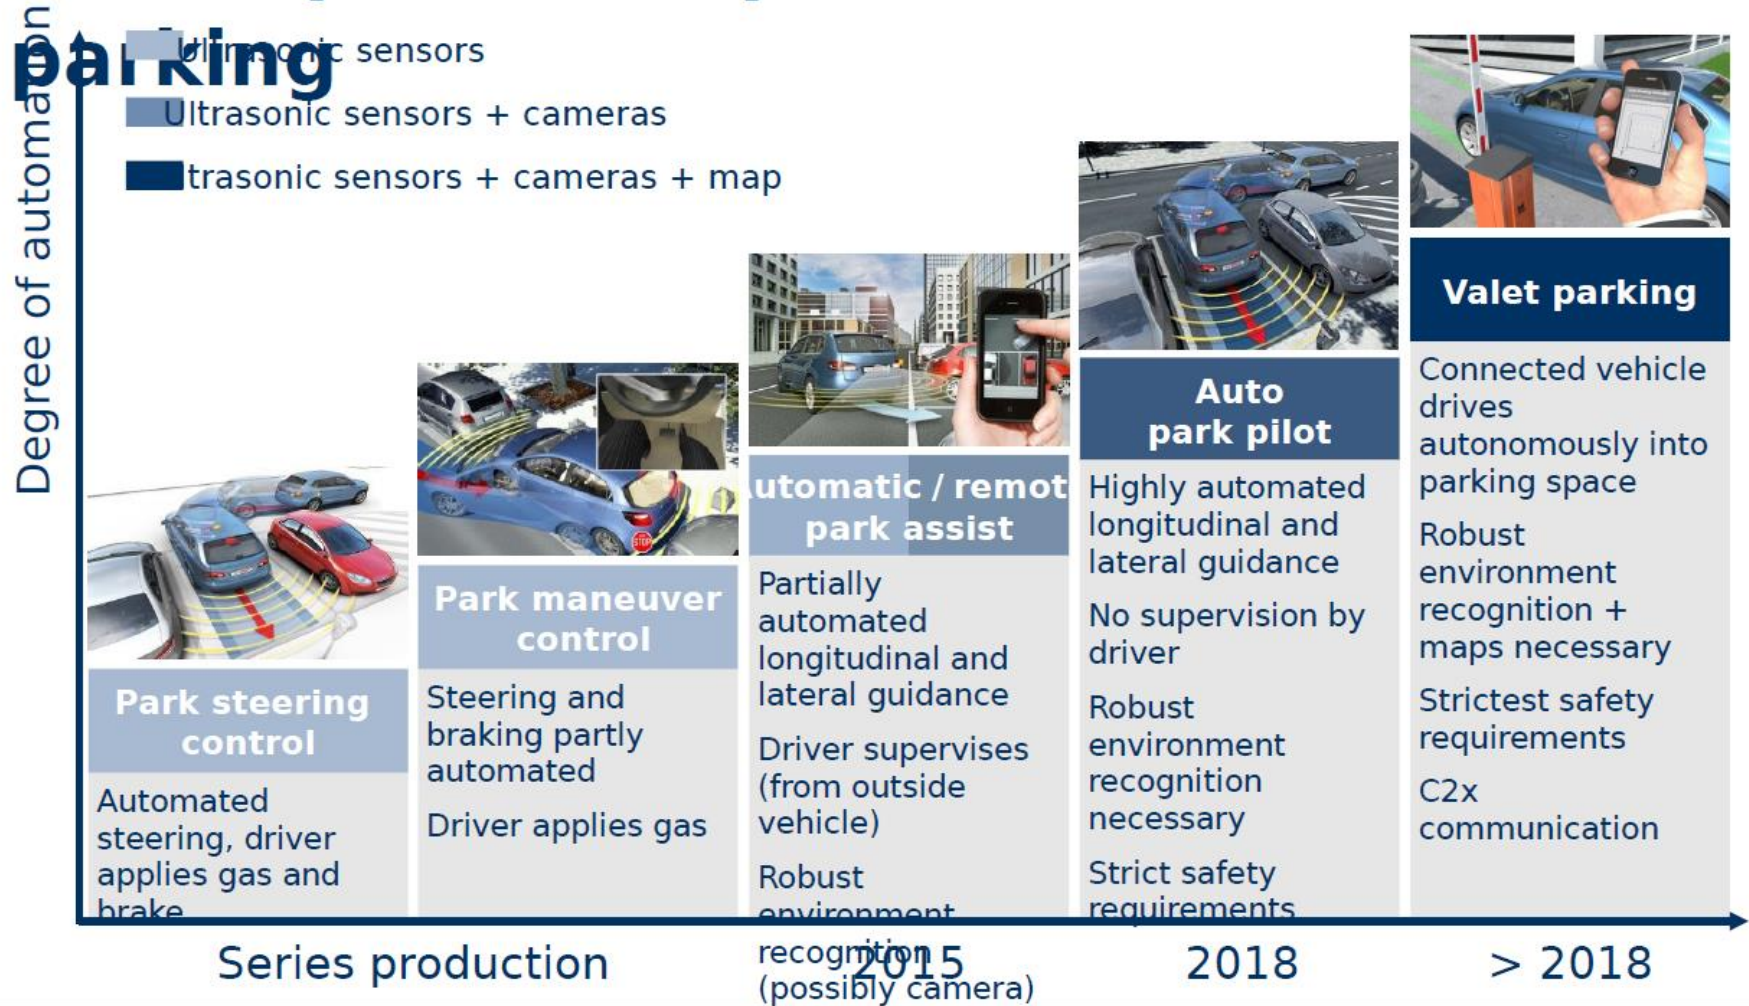 parking
Degree of automation
Ultrasonic sensors
Ultrasonic sensors + cameras
trasonic sensors + cameras + map
Park steering
control
Automated
steering, driver
applies gas and
brake
Park maneuver
control
Steering and
braking partly
automated
Driver applies gas
STOP
utomatic / remot
park assist
Partially
automated
longitudinal and
lateral guidance
Driver supervises
(from outside
vehicle)
Robust
environment
recognition
(possibly camera)
Auto
park pilot
Highly automated
longitudinal and
lateral guidance
No supervision by
driver
Robust
environment
recognition
necessary
Strict safety
requirements
Valet parking
Connected vehicle
drives
autonomously into
parking space
Robust
environment
recognition +
maps necessary
Strictest safety
requirements
C2x
communication
Series production
2015
2018
> 2018